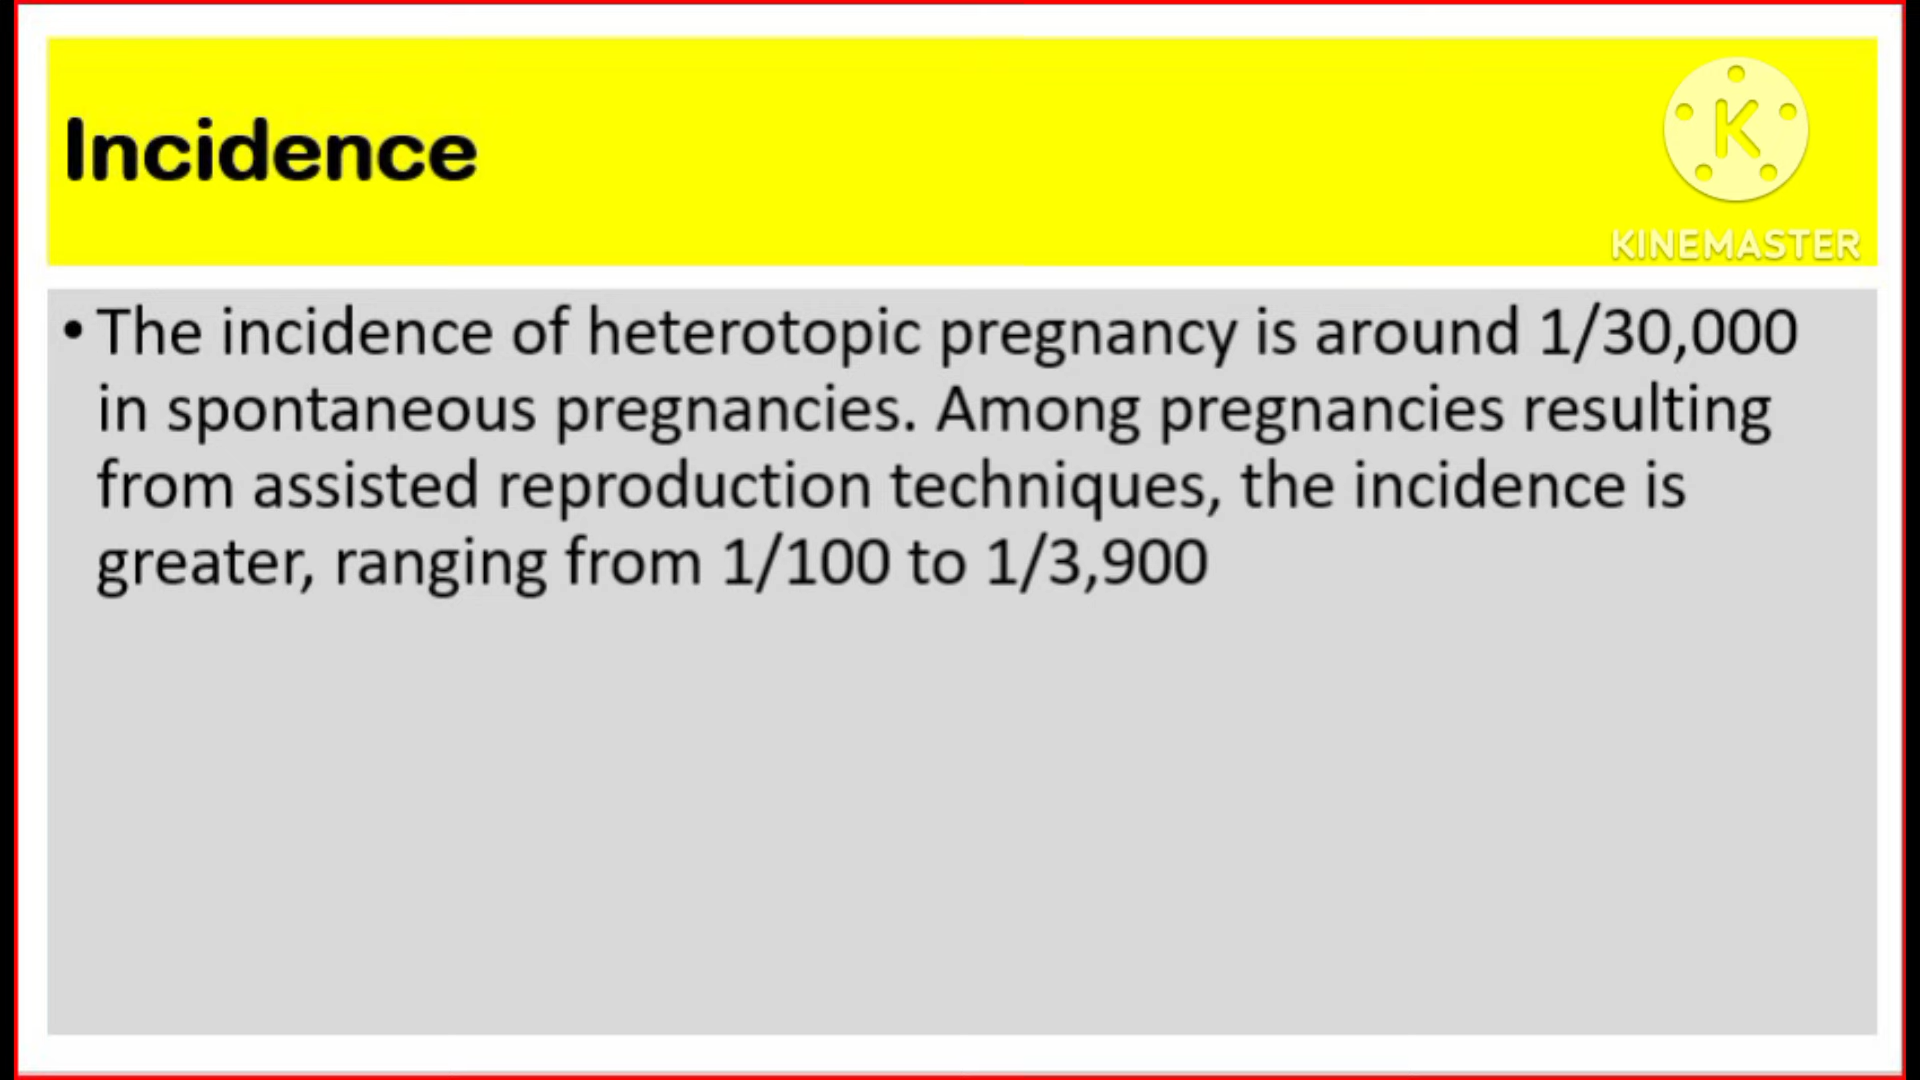 Incidence
K
KINEMASTER
• The incidence of heterotopic pregnancy is around 1/30,000
in spontaneous pregnancies. Among pregnancies resulting
from assisted reproduction techniques, the incidence is
greater, ranging from 1/100 to 1/3,900